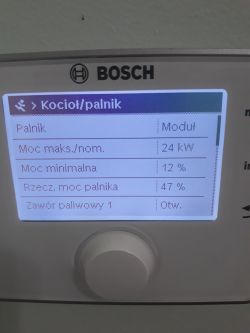 BOSCH
> Kocioł/palnik
Palnik Moduł
Moc maks./nom. 24 kW
Moc minimalna 12 %
Rzecz. moc palnika 47 %
Zawór paliwowy 1 Otw.